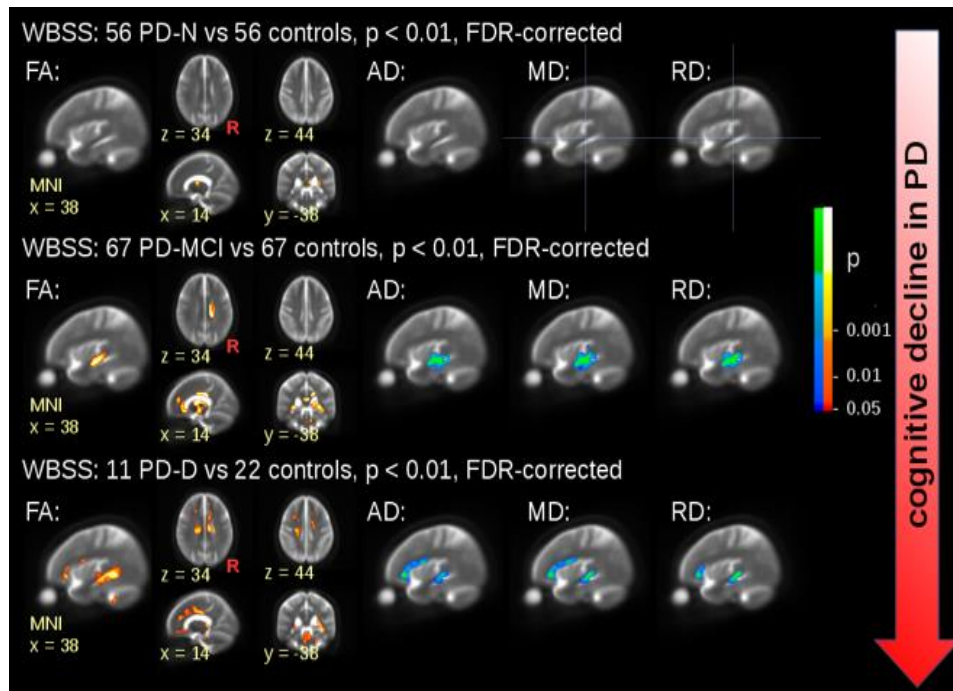 WBSS: 56 PD-N vs 56 controls, p < 0.01, FDR-corrected
FA:
AD:
MD:
RD:
z = 34
R
z = 44
MNI
x = 38
x = 14
y = -38
WBSS: 67 PD-MCI vs 67 controls, p < 0.01, FDR-corrected
FA:
AD:
MD:
RD:
z = 34
R
z = 44
MNI
x = 38
x = 14
y = -38
WBSS: 11 PD-D vs 22 controls, p < 0.01, FDR-corrected
FA:
AD:
MD:
RD:
z = 34
R
z = 44
MNI
x = 38
x = 14
y = -38
p
- 0.001
- 0.01
- 0.05
cognitive decline in PD